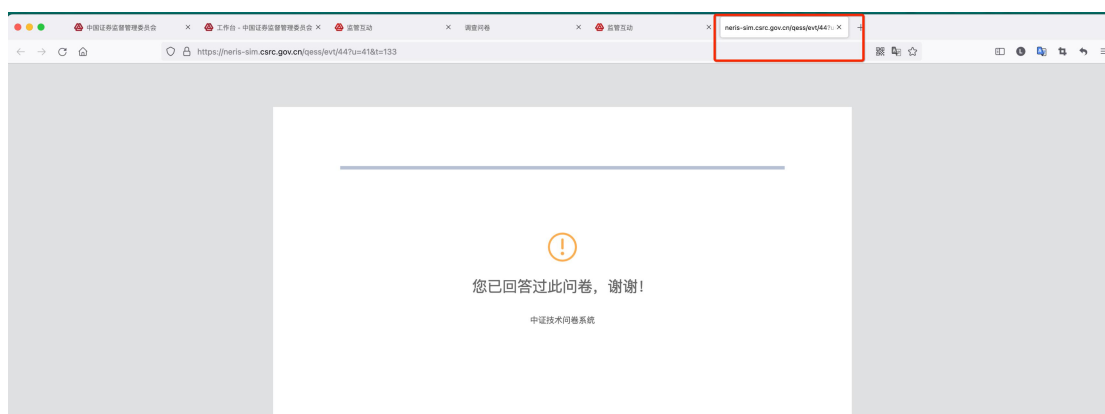 中国证券监督管理委员会
工作台 - 中国证券监督管理委员会
监管互动
调查问卷
监管互动
neris-sim.csrc.gov.cn/qess/evt/44?u
https://neris-sim.csrc.gov.cn/qess/evt/44?u=41&t=133
您已回答过此问卷，谢谢！
中证技术问卷系统